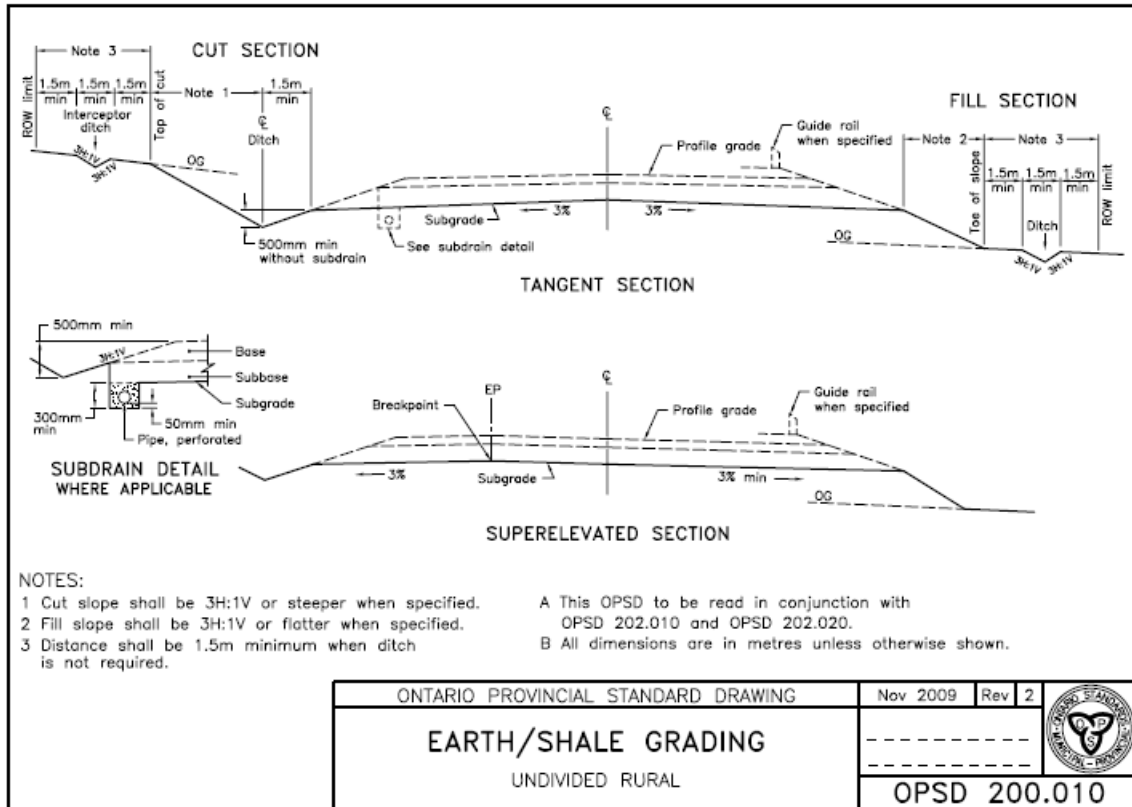 Note 3
CUT SECTION
1.5m min
1.5m min
1.5m min
Note 1
1.5m min
ROW limit
Interceptor ditch
Top of cut
℄
Ditch
3H:1V
3H:1V
OG
500mm min
without subdrain
See subdrain detail
Subgrade
3%
3%
℄
Profile grade
Guide rail
when specified
FILL SECTION
Note 2
Note 3
Toe of slope
1.5m min
1.5m min
1.5m min
ROW limit
Ditch
OG
3H:1V
3H:1V
TANGENT SECTION
500mm min
3H:1V
Base
Subbase
Subgrade
300mm
min
50mm min
Pipe, perforated
SUBDRAIN DETAIL
WHERE APPLICABLE
EP
Breakpoint
℄
Profile grade
Guide rail
when specified
3%
Subgrade
3% min
OG
SUPERELEVATED SECTION
NOTES:
1 Cut slope shall be 3H:1V or steeper when specified.
2 Fill slope shall be 3H:1V or flatter when specified.
3 Distance shall be 1.5m minimum when ditch
is not required.
A This OPSD to be read in conjunction with
OPSD 202.010 and OPSD 202.020.
B All dimensions are in metres unless otherwise shown.
ONTARIO PROVINCIAL STANDARD DRAWING
Nov 2009 Rev 2
EARTH/SHALE GRADING
UNDIVIDED RURAL
ONTARIO STANDARDS
MUNICIPAL - PROVINCIAL
O P S
OPSD 200.010